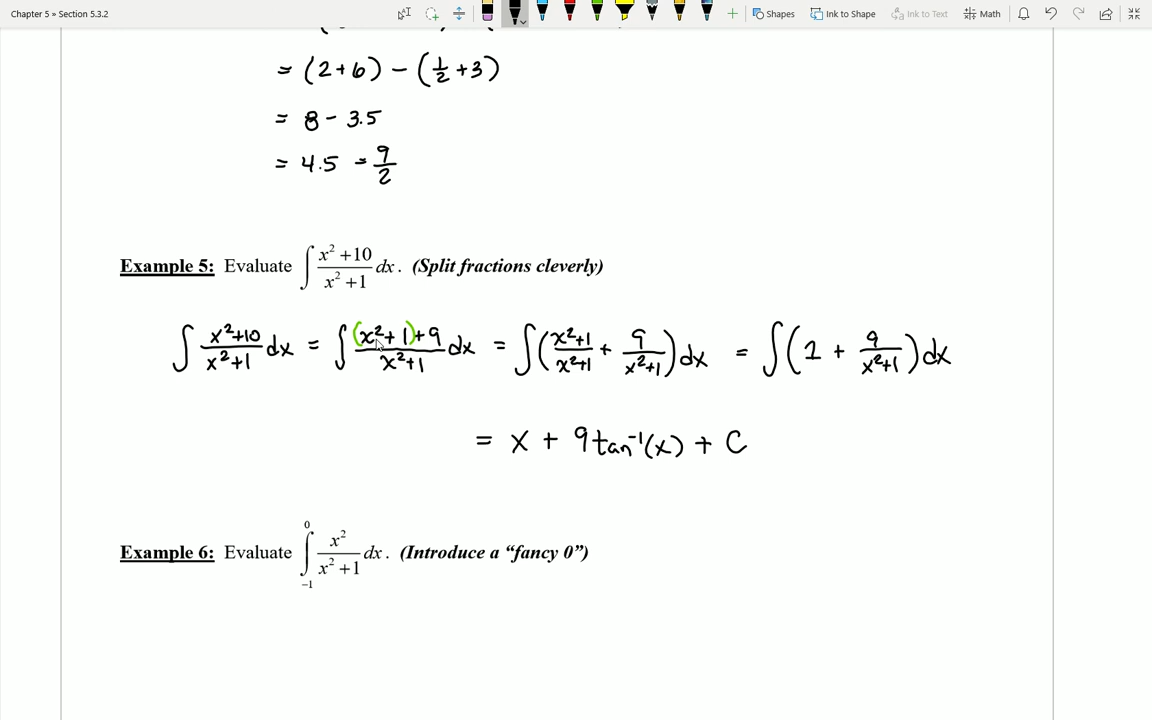 Chapter 5 » Section 5.3.2
Shapes Ink to Shape Ink to Text Math
= (2+6) - (1/2 +3)
= 8 - 3.5
= 4.5 = 9/2
Example 5: Evaluate ∫ (x² +10)/(x² +1) dx. (Split fractions cleverly)
∫ (x²+10)/(x²+1) dx = ∫ ((x²+1)+9)/(x²+1) dx = ∫( (x²+1)/(x²+1) + 9/(x²+1) )dx = ∫(1 + 9/(x²+1))dx
= x + 9tan⁻¹(x) + C
Example 6: Evaluate ∫₋₁⁰ x²/(x² +1) dx. (Introduce a “fancy 0”)